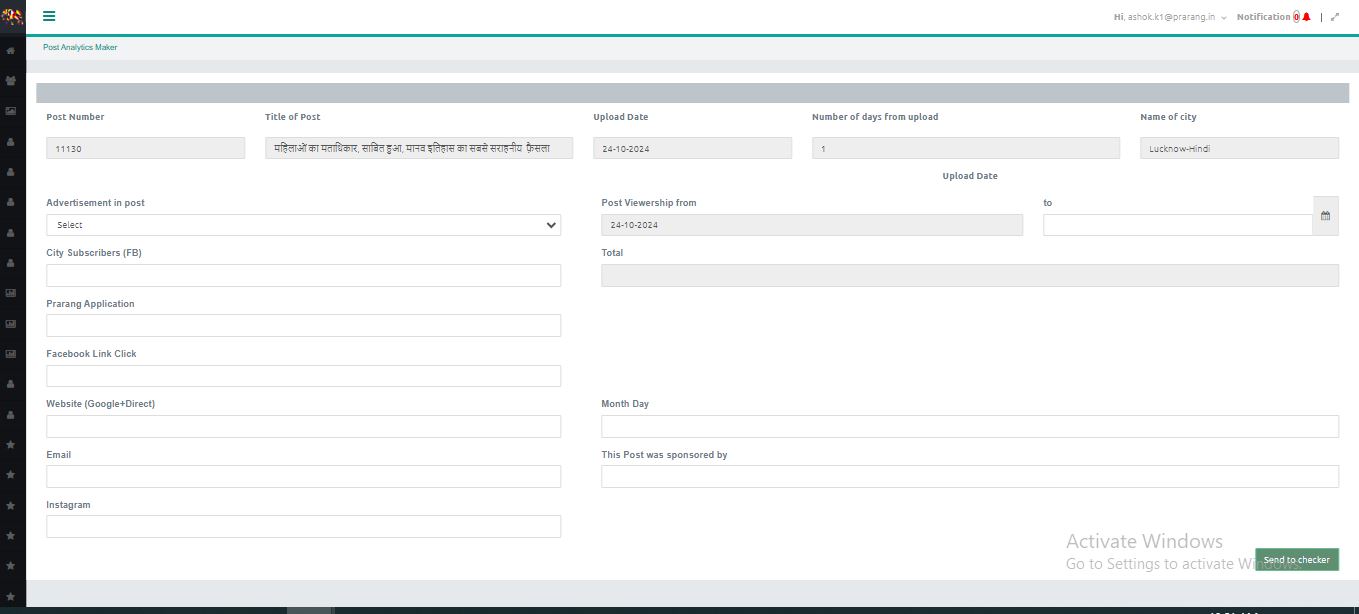 Hi, ashok.k1@prarang.in
Notification 0
Post Analytics Maker
Post Number
Title of Post
Upload Date
Number of days from upload
Name of city
11130
महिलाओं का मताधिकार, साबित हुआ, मानव इतिहास का सबसे सराहनीय फ़ैसला
24-10-2024
1
Lucknow-Hindi
Upload Date
Advertisement in post
Post Viewership from
to
Select
24-10-2024
City Subscribers (FB)
Total
Prarang Application
Facebook Link Click
Website (Google+Direct)
Month Day
Email
This Post was sponsored by
Instagram
Activate Windows
Go to Settings to activate Windows.
Send to checker